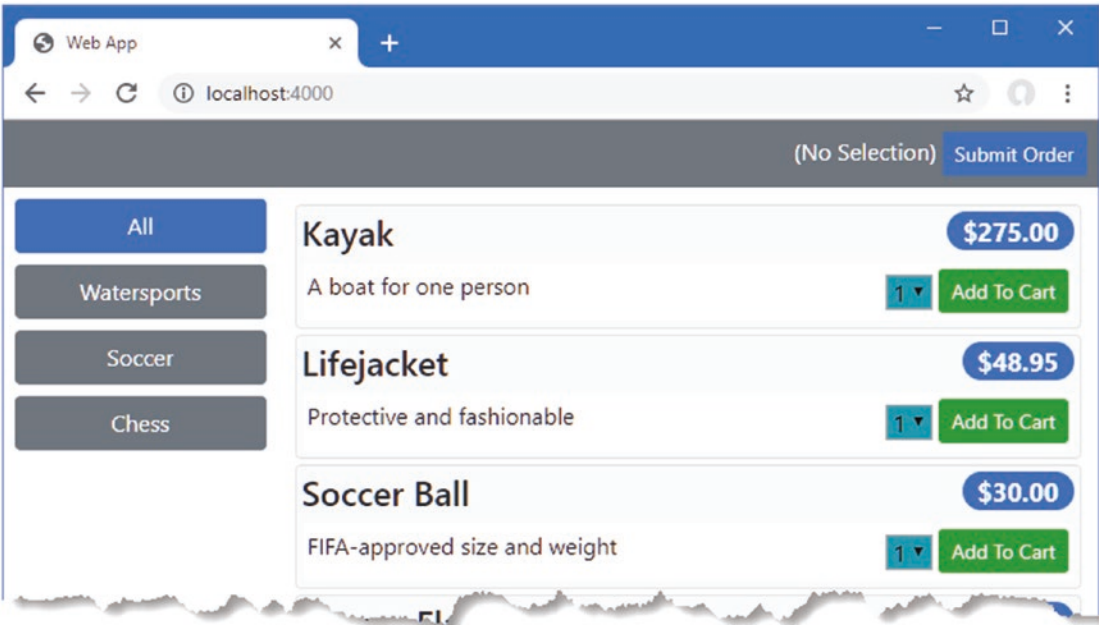 Web App
localhost:4000
(No Selection) Submit Order
All
Watersports
Soccer
Chess
Kayak $275.00
A boat for one person 1 Add To Cart
Lifejacket $48.95
Protective and fashionable 1 Add To Cart
Soccer Ball $30.00
FIFA-approved size and weight 1 Add To Cart